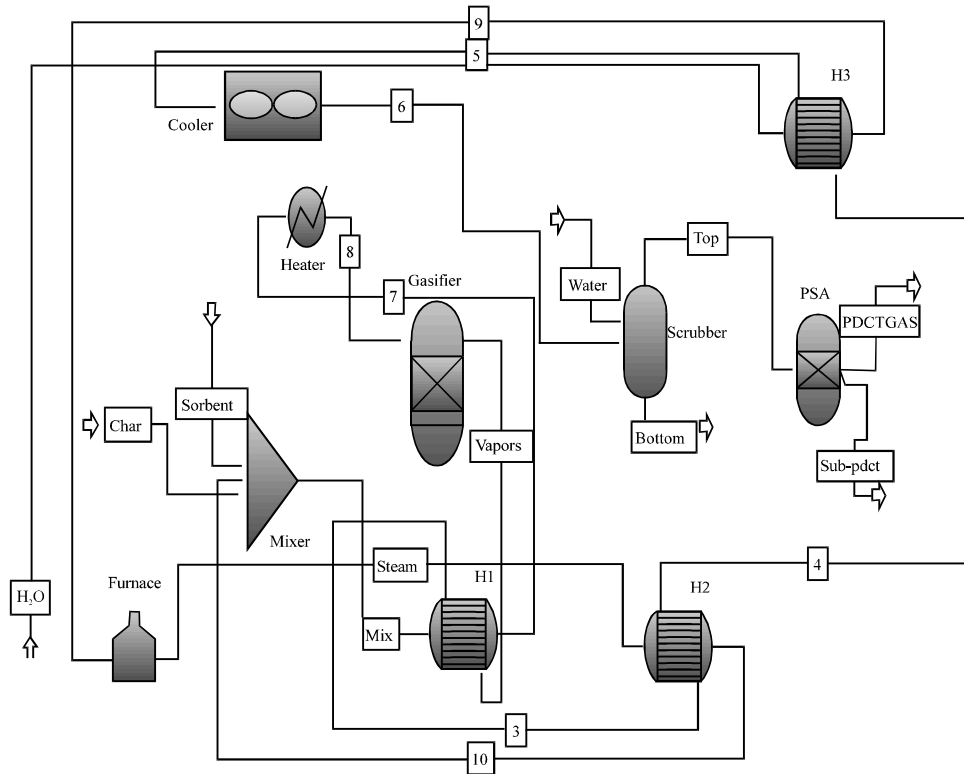 9
5
H3
6
Cooler
Top
8
Heater
Gasifier
7
Water
PSA
PDCTGAS
Scrubber
Sorbent
Char
Vapors
Bottom
Sub-pdct
Mixer
Steam
4
Furnace
H1
H2
H₂O
Mix
3
10